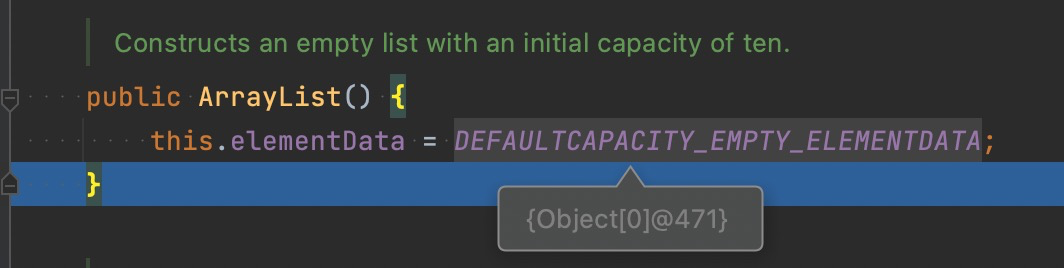 Constructs an empty list with an initial capacity of ten.
public ArrayList() {
this.elementData = DEFAULTCAPACITY_EMPTY_ELEMENTDATA;
}
{Object[0]@471}